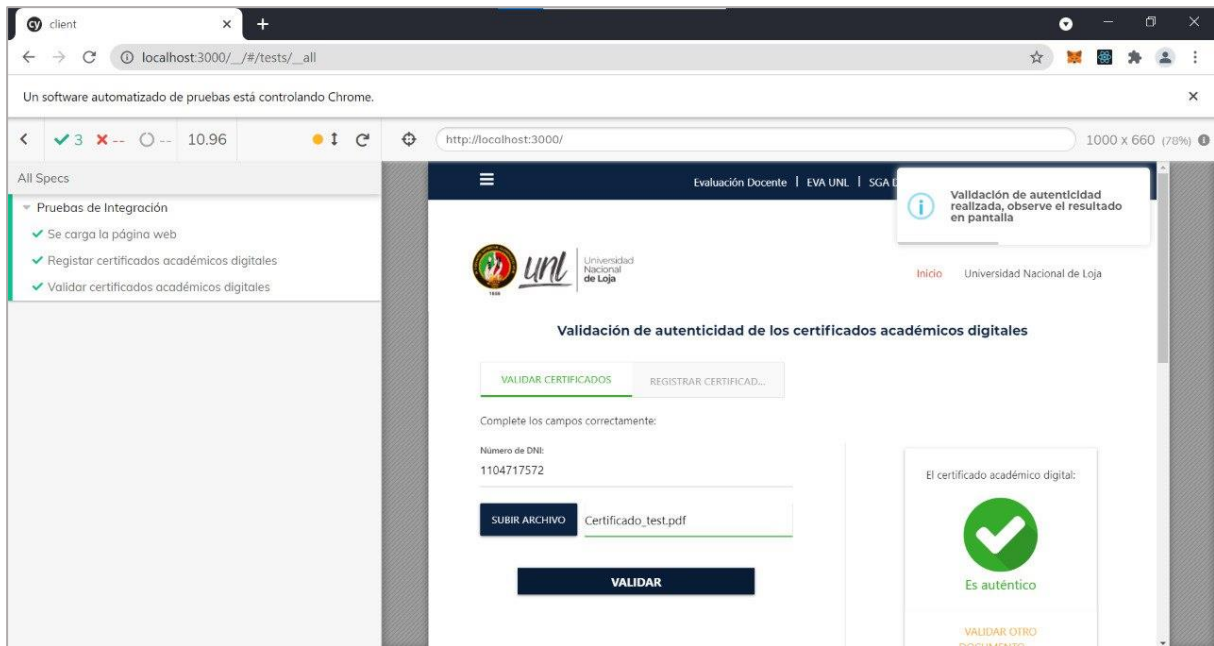 client
localhost:3000/__/#/tests/__all
Un software automatizado de pruebas está controlando Chrome.
3 -- -- 10.96
http://localhost:3000/
1000 x 660 (78%)
All Specs
Pruebas de Integración
Se carga la página web
Registar certificados académicos digitales
Validar certificados académicos digitales
Evaluación Docente | EVA UNL | SGA
Validación de autenticidad
realizada, observe el resultado
en pantalla
unl
Universidad
Nacional
de Loja
1859
Inicio Universidad Nacional de Loja
Validación de autenticidad de los certificados académicos digitales
VALIDAR CERTIFICADOS
REGISTRAR CERTIFICAD...
Complete los campos correctamente:
Número de DNI:
1104717572
SUBIR ARCHIVO
Certificado_test.pdf
VALIDAR
El certificado académico digital:
Es auténtico
VALIDAR OTRO
DOCUMENTO